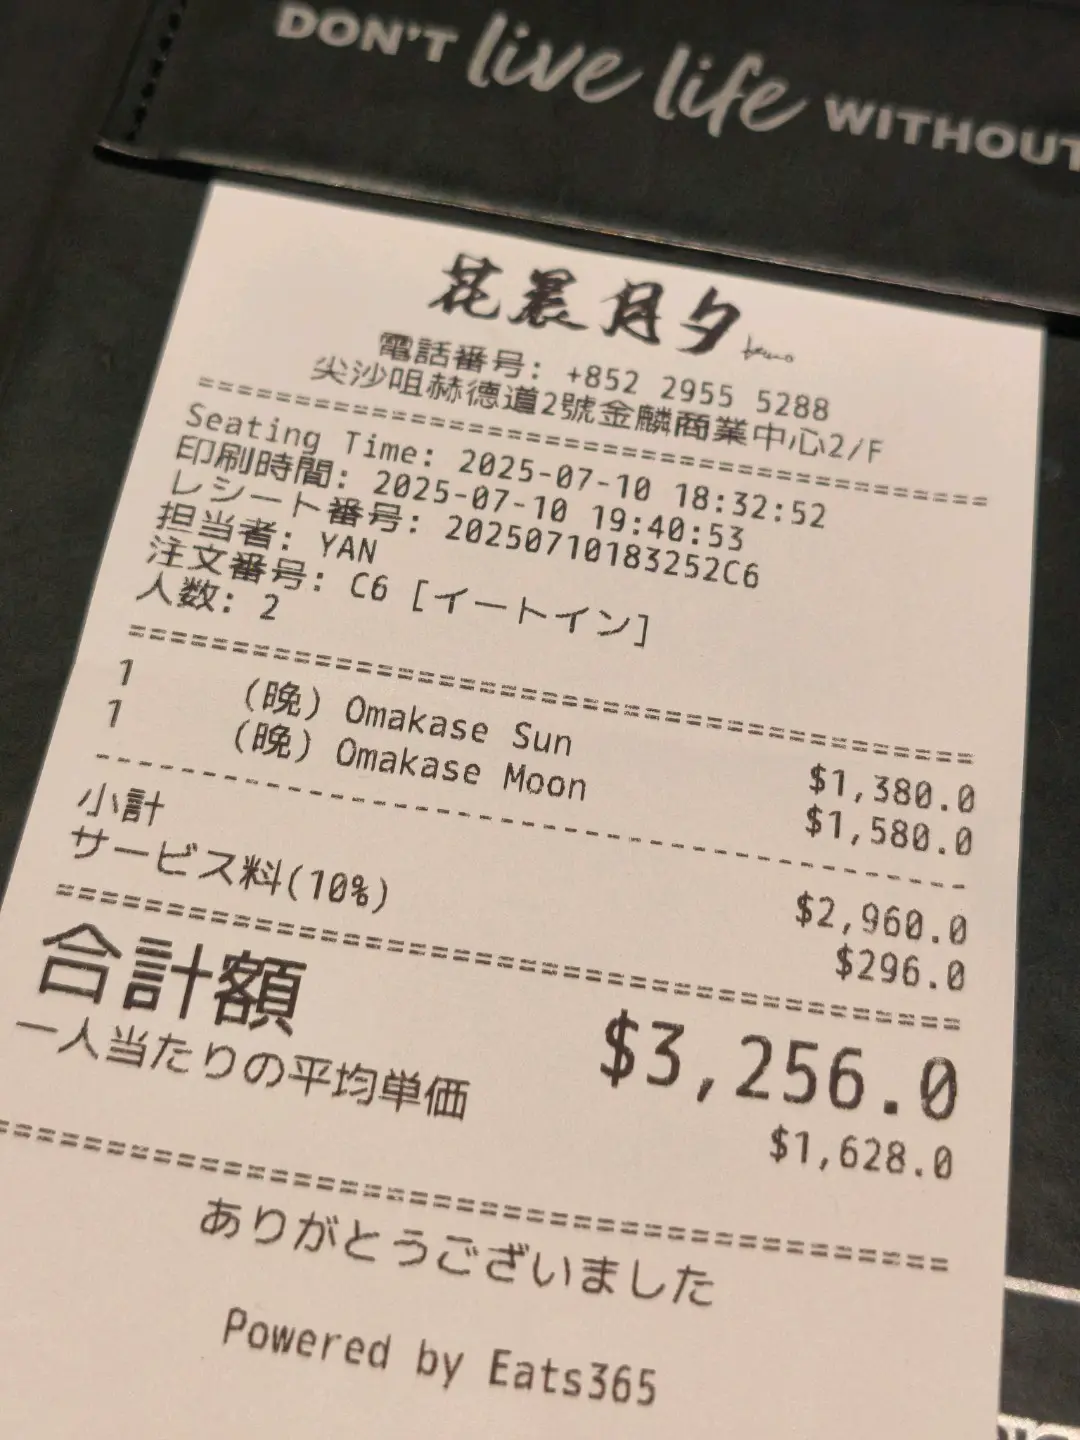 DON'T live life WITHOUT
花晨月夕
電話番号: +852 2955 5288
尖沙咀赫德道2號金麟商業中心2/F
Seating Time: 2025-07-10 18:32:52
印刷時間: 2025-07-10 19:40:53
レシート番号: 20250710183252C6
担当者: YAN
注文番号: C6 [イートイン]
人数: 2
1 (晩) Omakase Sun $1,380.0
1 (晩) Omakase Moon $1,580.0
小計 $2,960.0
サービス料(10%) $296.0
合計額 $3,256.0
一人当たりの平均単価 $1,628.0
ありがとうございました
Powered by Eats365